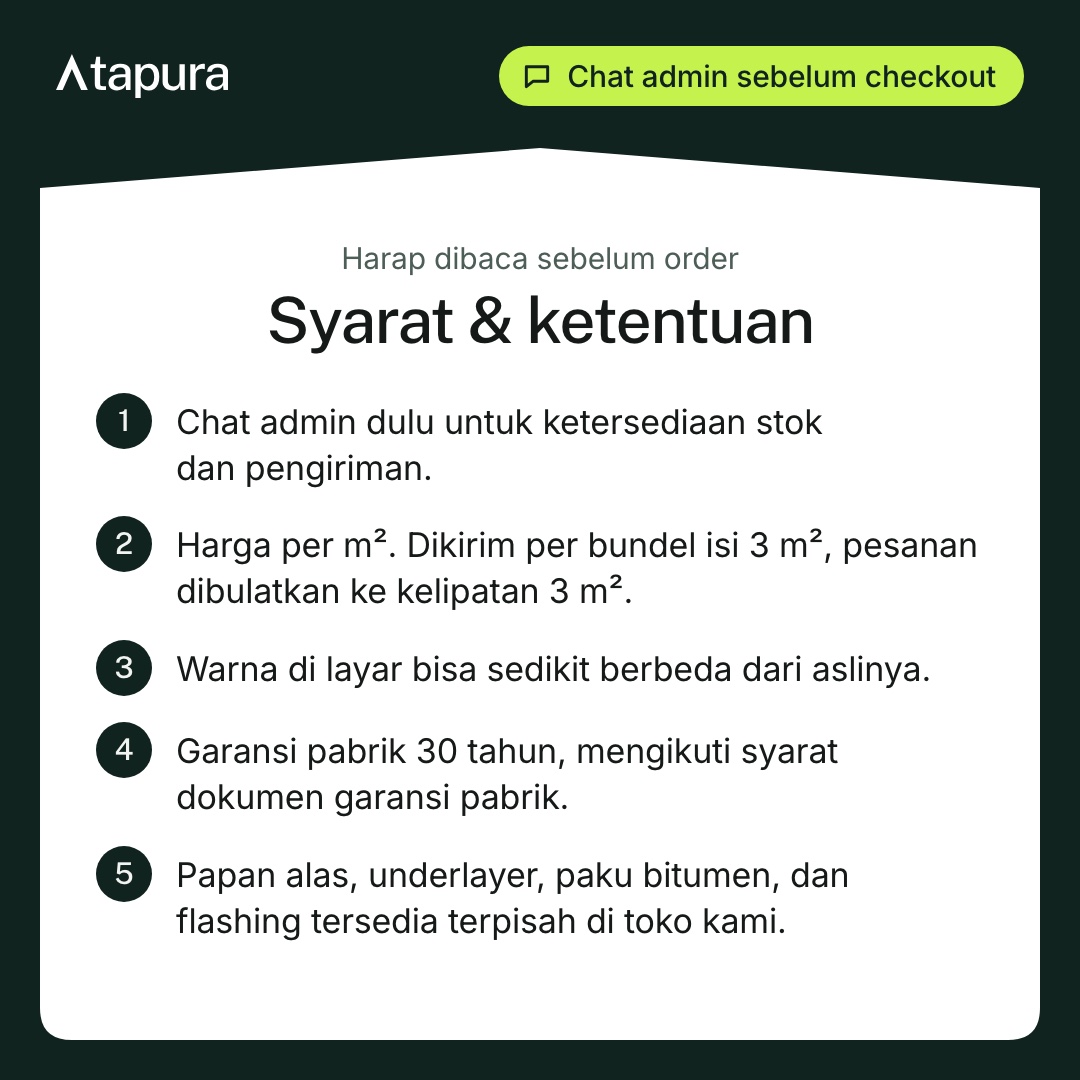 Atapura
Chat admin sebelum checkout
Harap dibaca sebelum order
Syarat & ketentuan
1 Chat admin dulu untuk ketersediaan stok
dan pengiriman.
2 Harga per m². Dikirim per bundel isi 3 m², pesanan
dibulatkan ke kelipatan 3 m².
3 Warna di layar bisa sedikit berbeda dari aslinya.
4 Garansi pabrik 30 tahun, mengikuti syarat
dokumen garansi pabrik.
5 Papan alas, underlayer, paku bitumen, dan
flashing tersedia terpisah di toko kami.